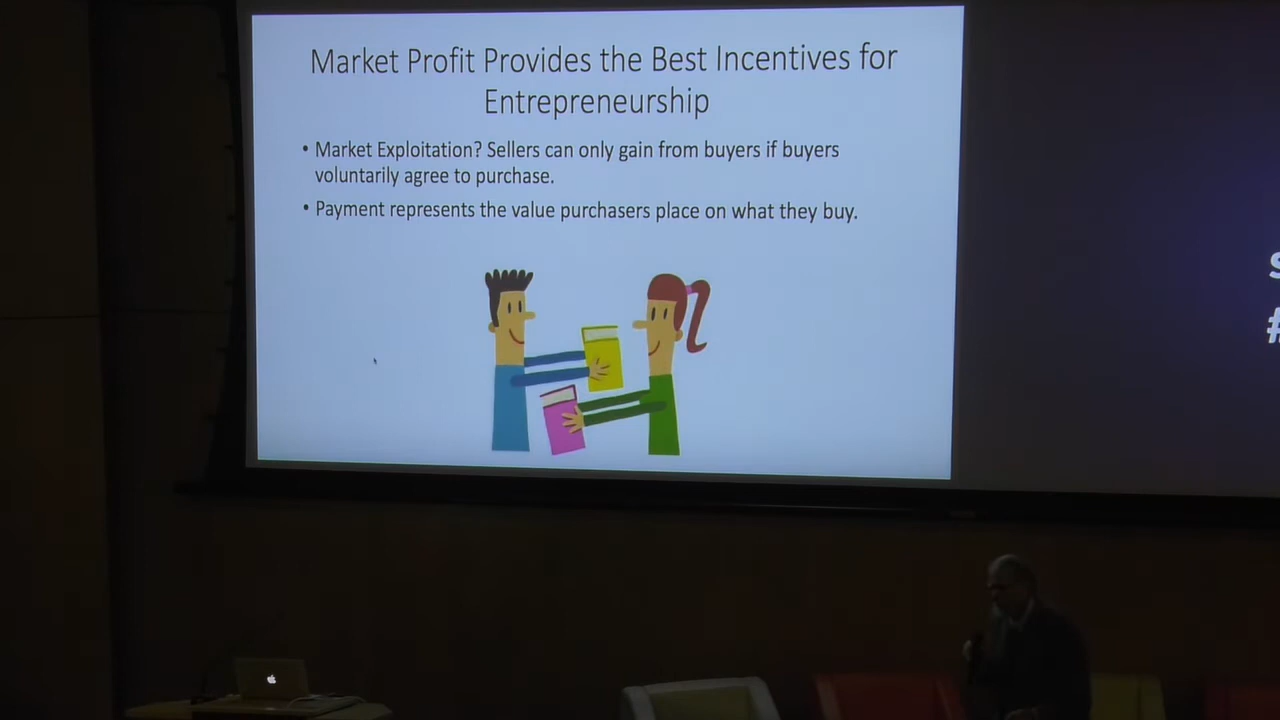 Market Profit Provides the Best Incentives for
Entrepreneurship
• Market Exploitation? Sellers can only gain from buyers if buyers
voluntarily agree to purchase.
• Payment represents the value purchasers place on what they buy.